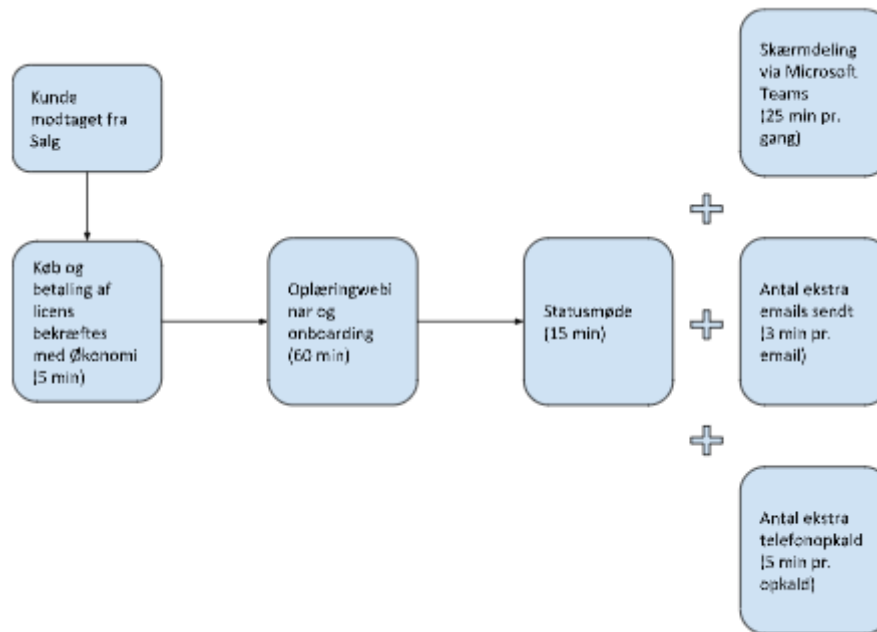 Kunde
modtaget fra
Salg
Køb og
betaling af
licens
bekræftes
med Økonomi
(5 min)
Oplæringwebi
nar og
onboarding
(60 min)
Statusmøde
(15 min)
Skærmdeling
via Microsoft
Teams
(25 min pr.
gang)
Antal ekstra
emails sendt
(3 min pr.
email)
Antal ekstra
telefonopkald
(5 min pr.
opkald)